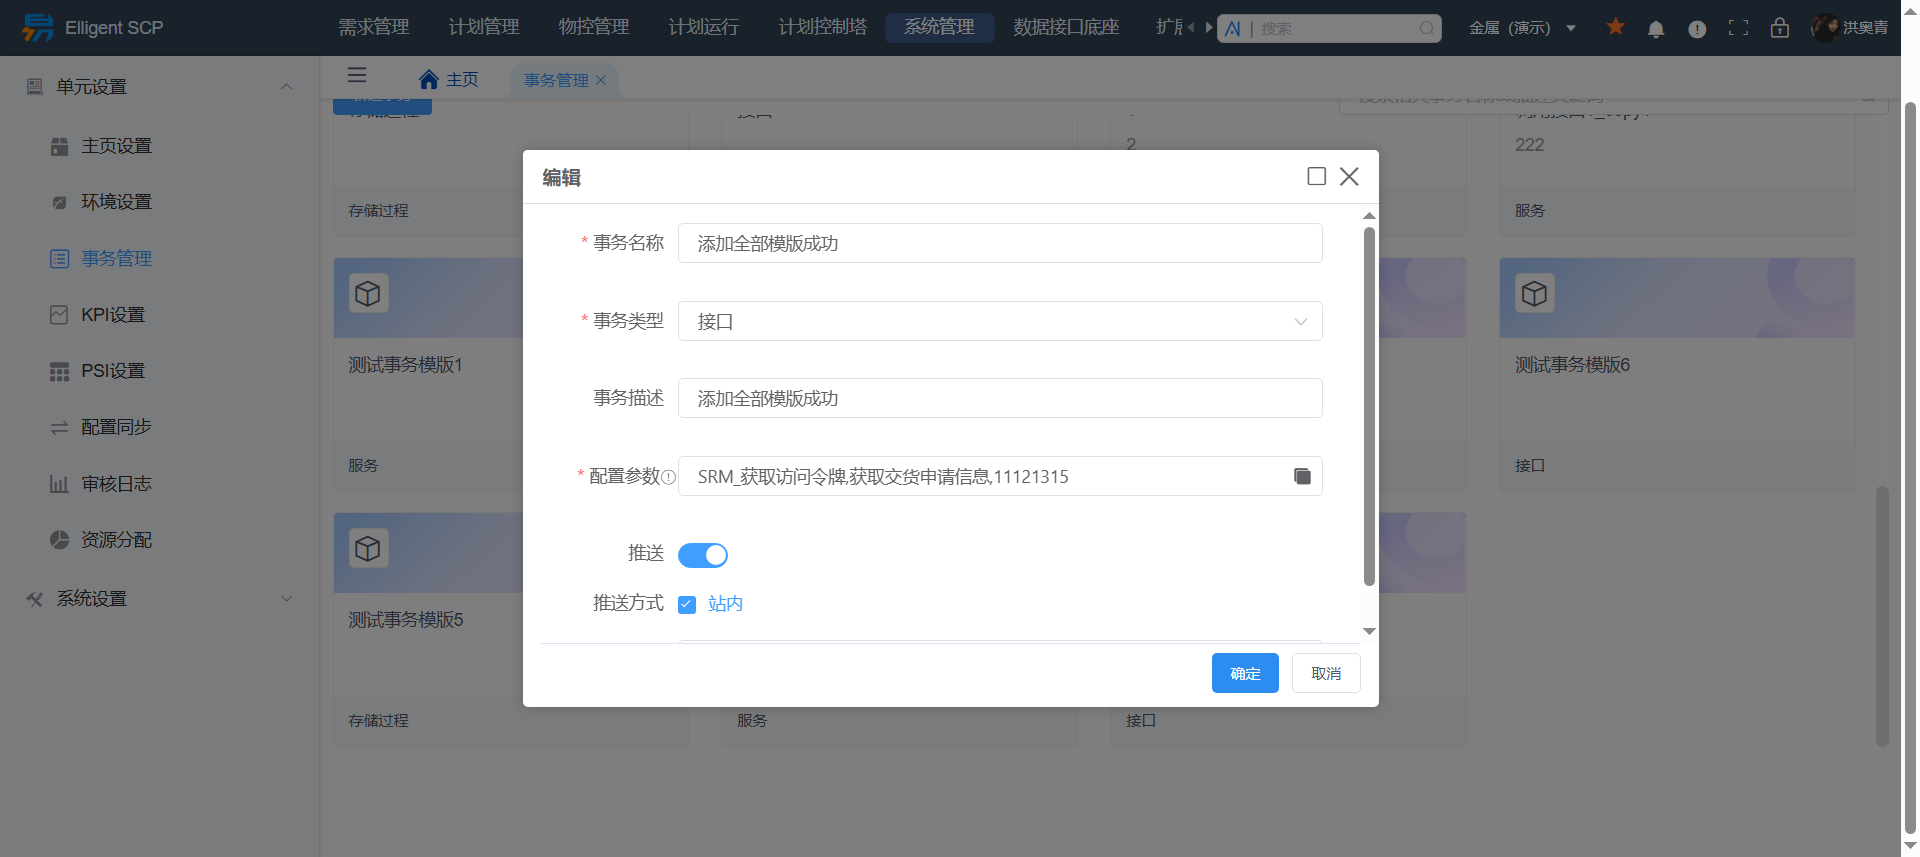 Elligent SCP
需求管理
计划管理
物控管理
计划运行
计划控制塔
系统管理
数据接口底座
搜索
金属（演示）
洪奥青
单元设置
主页设置
环境设置
事务管理
KPI设置
PSI设置
配置同步
审核日志
资源分配
系统设置
主页
事务管理
2
222
存储过程
服务
测试事务模版1
测试事务模版6
服务
接口
测试事务模版5
存储过程
服务
接口
编辑
* 事务名称
添加全部模版成功
* 事务类型
接口
事务描述
添加全部模版成功
* 配置参数
SRM_获取访问令牌,获取交货申请信息,11121315
推送
推送方式
站内
确定
取消